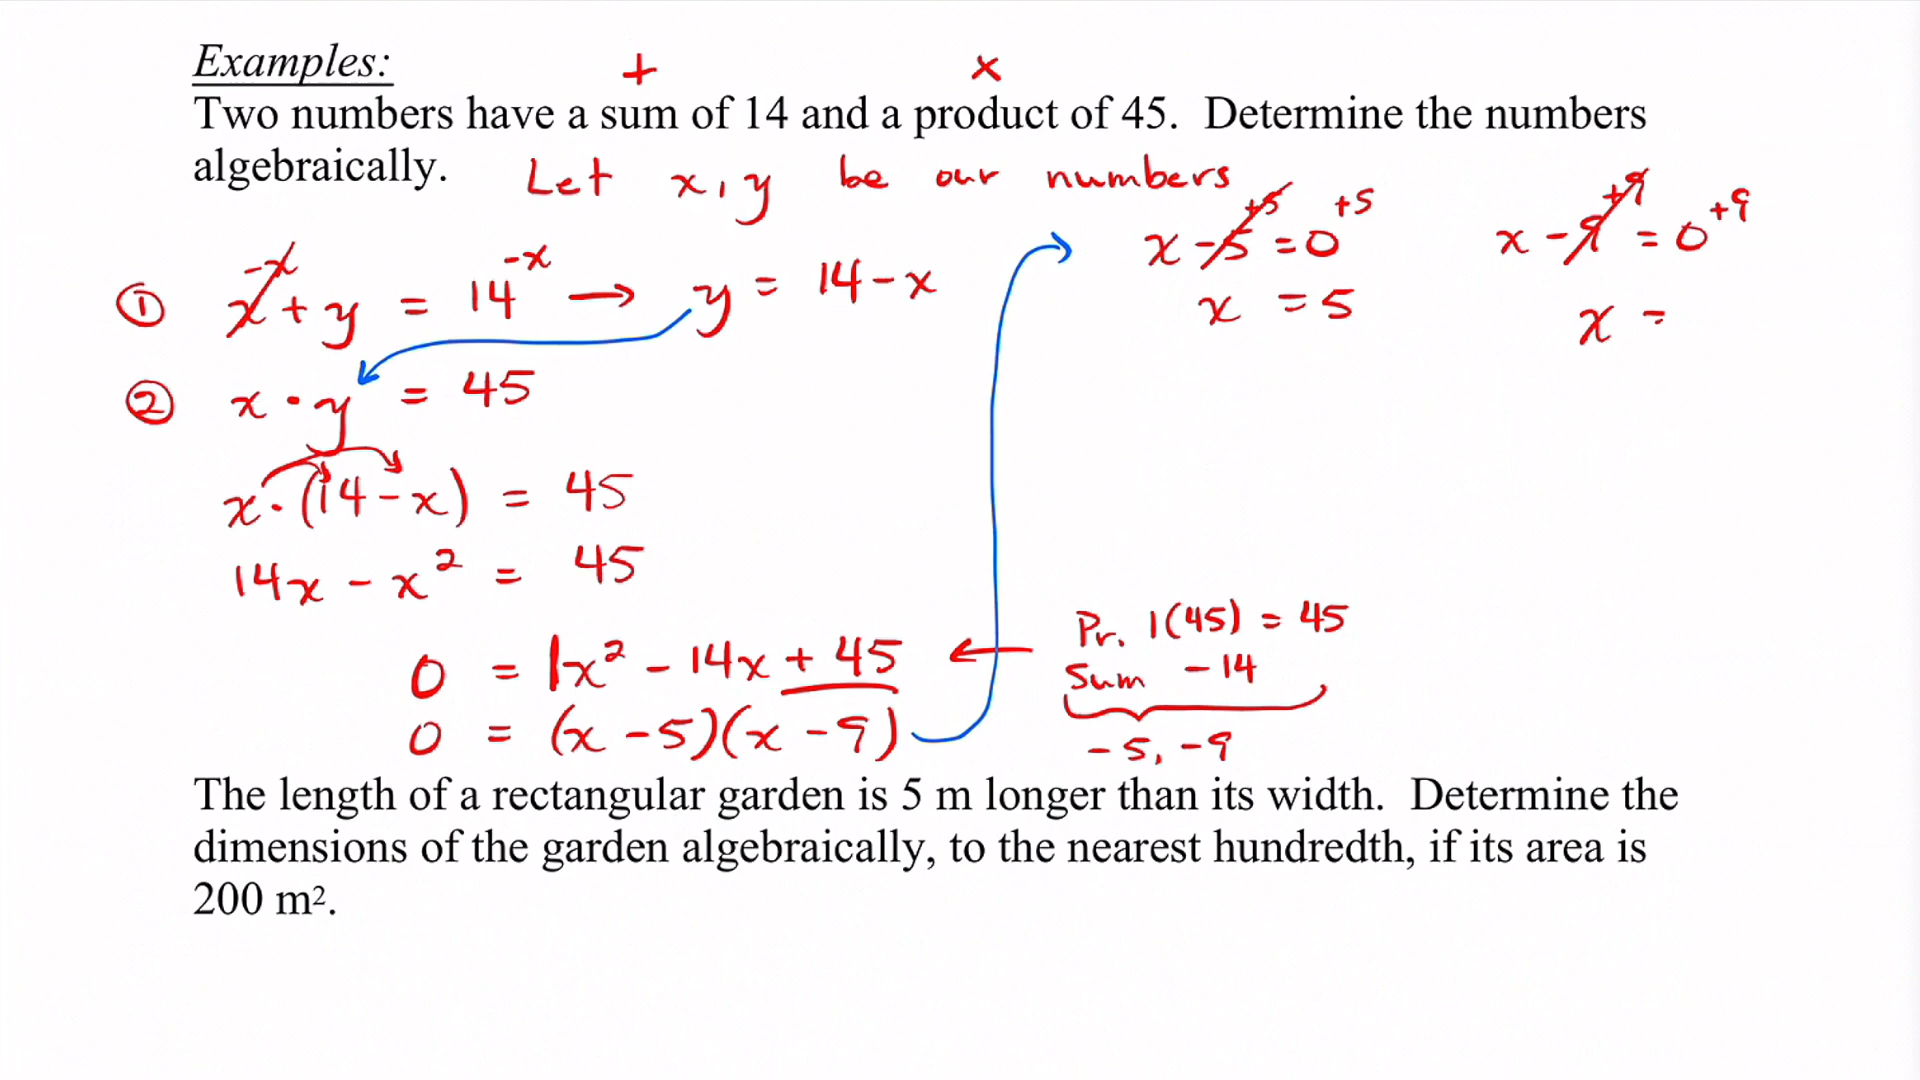 Examples:
+ x
Two numbers have a sum of 14 and a product of 45. Determine the numbers
algebraically. Let x, y be our numbers
① x + y = 14 → y = 14 - x
-x -x
② x · y = 45
x · (14 - x) = 45
14x - x² = 45
0 = 1x² - 14x + 45 ←
0 = (x - 5)(x - 9)
+5 +5
x - 5 = 0
x = 5
+9 +9
x - 9 = 0
x =
Pr. 1(45) = 45
Sum -14
-5, -9
The length of a rectangular garden is 5 m longer than its width. Determine the
dimensions of the garden algebraically, to the nearest hundredth, if its area is
200 m².